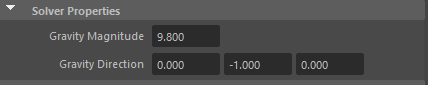 Solver Properties
Gravity Magnitude 9.800
Gravity Direction 0.000 -1.000 0.000